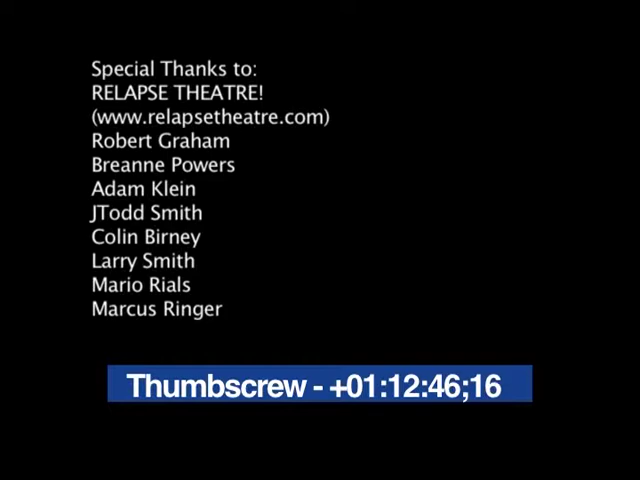 Special Thanks to:
RELAPSE THEATRE!
(www.relapsetheatre.com)
Robert Graham
Breanne Powers
Adam Klein
JTodd Smith
Colin Birney
Larry Smith
Mario Rials
Marcus Ringer
Thumbscrew - +01:12:46;16